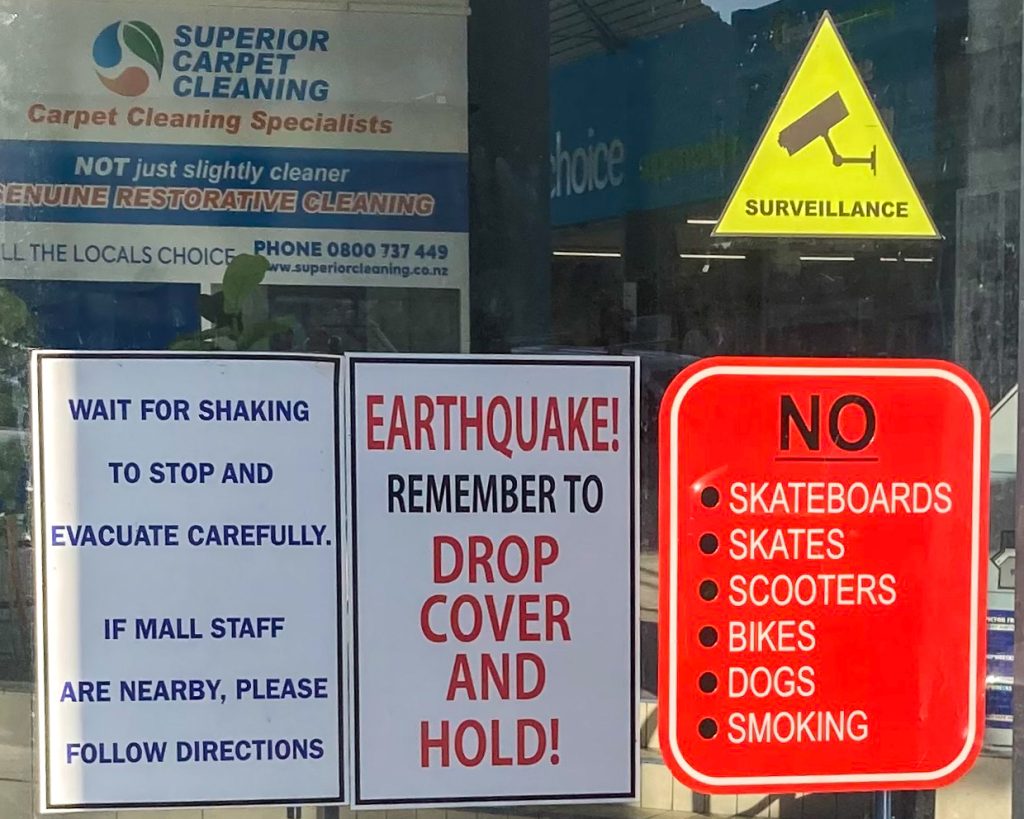 SUPERIOR
CARPET
CLEANING
Carpet Cleaning Specialists
NOT just slightly cleaner
GENUINE RESTORATIVE CLEANING
THE LOCALS CHOICE
PHONE 0800 737 449
www.superiorcleaning.co.nz
choice
SURVEILLANCE
WAIT FOR SHAKING
TO STOP AND
EVACUATE CAREFULLY.
IF MALL STAFF
ARE NEARBY, PLEASE
FOLLOW DIRECTIONS
EARTHQUAKE!
REMEMBER TO
DROP
COVER
AND
HOLD!
NO
• SKATEBOARDS
• SKATES
• SCOOTERS
• BIKES
• DOGS
• SMOKING